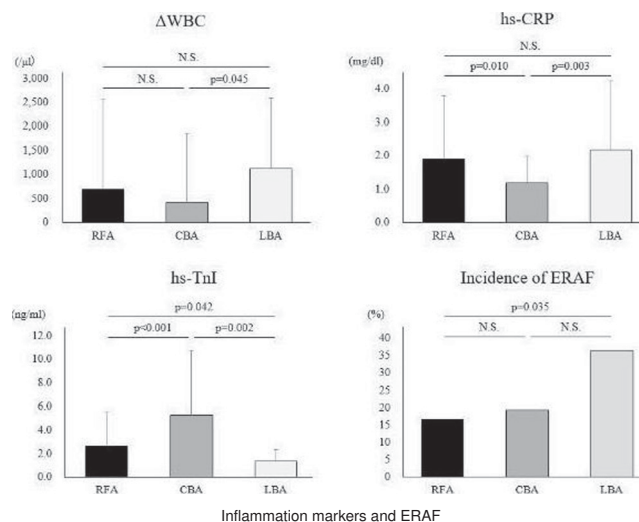 ΔWBC
(/μl)
N.S.
N.S.
p=0.045
3,000
2,500
2,000
1,500
1,000
500
0
RFA
CBA
LBA
hs-CRP
(mg/dl)
N.S.
p=0.010
p=0.003
4.0
3.0
2.0
1.0
0
RFA
CBA
LBA
hs-TnI
(ng/ml)
p=0.042
p<0.001
p=0.002
12.0
10.0
8.0
6.0
4.0
2.0
0
RFA
CBA
LBA
Incidence of ERAF
(%)
p=0.035
N.S.
N.S.
40
35
30
25
20
15
10
5
0
RFA
CBA
LBA
Inflammation markers and ERAF